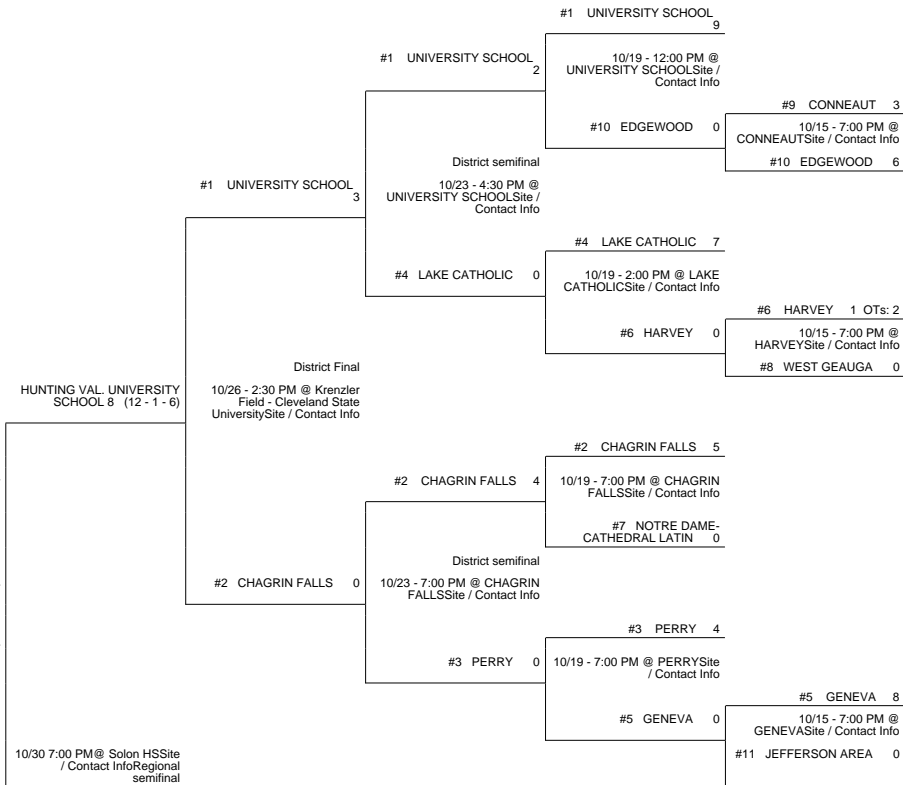 #1 UNIVERSITY SCHOOL
9
#1 UNIVERSITY SCHOOL
2
10/19 - 12:00 PM @
UNIVERSITY SCHOOLSite /
Contact Info
#9 CONNEAUT 3
#10 EDGEWOOD 0
10/15 - 7:00 PM @
CONNEAUTSite / Contact Info
#10 EDGEWOOD 6
District semifinal
#1 UNIVERSITY SCHOOL
3
10/23 - 4:30 PM @
UNIVERSITY SCHOOLSite /
Contact Info
#4 LAKE CATHOLIC 7
#4 LAKE CATHOLIC 0
10/19 - 2:00 PM @ LAKE
CATHOLICSite / Contact Info
#6 HARVEY 1 OTs: 2
#6 HARVEY 0
10/15 - 7:00 PM @
HARVEYSite / Contact Info
#8 WEST GEAUGA 0
District Final
HUNTING VAL. UNIVERSITY
SCHOOL 8 (12 - 1 - 6)
10/26 - 2:30 PM @ Krenzler
Field - Cleveland State
UniversitySite / Contact Info
#2 CHAGRIN FALLS 5
#2 CHAGRIN FALLS 4
10/19 - 7:00 PM @ CHAGRIN
FALLSSite / Contact Info
#7 NOTRE DAME-
CATHEDRAL LATIN 0
District semifinal
#2 CHAGRIN FALLS 0
10/23 - 7:00 PM @ CHAGRIN
FALLSSite / Contact Info
#3 PERRY 4
#3 PERRY 0
10/19 - 7:00 PM @ PERRYSite
/ Contact Info
#5 GENEVA 8
#5 GENEVA 0
10/15 - 7:00 PM @
GENEVASite / Contact Info
#11 JEFFERSON AREA 0
10/30 7:00 PM@ Solon HSSite
/ Contact InfoRegional
semifinal